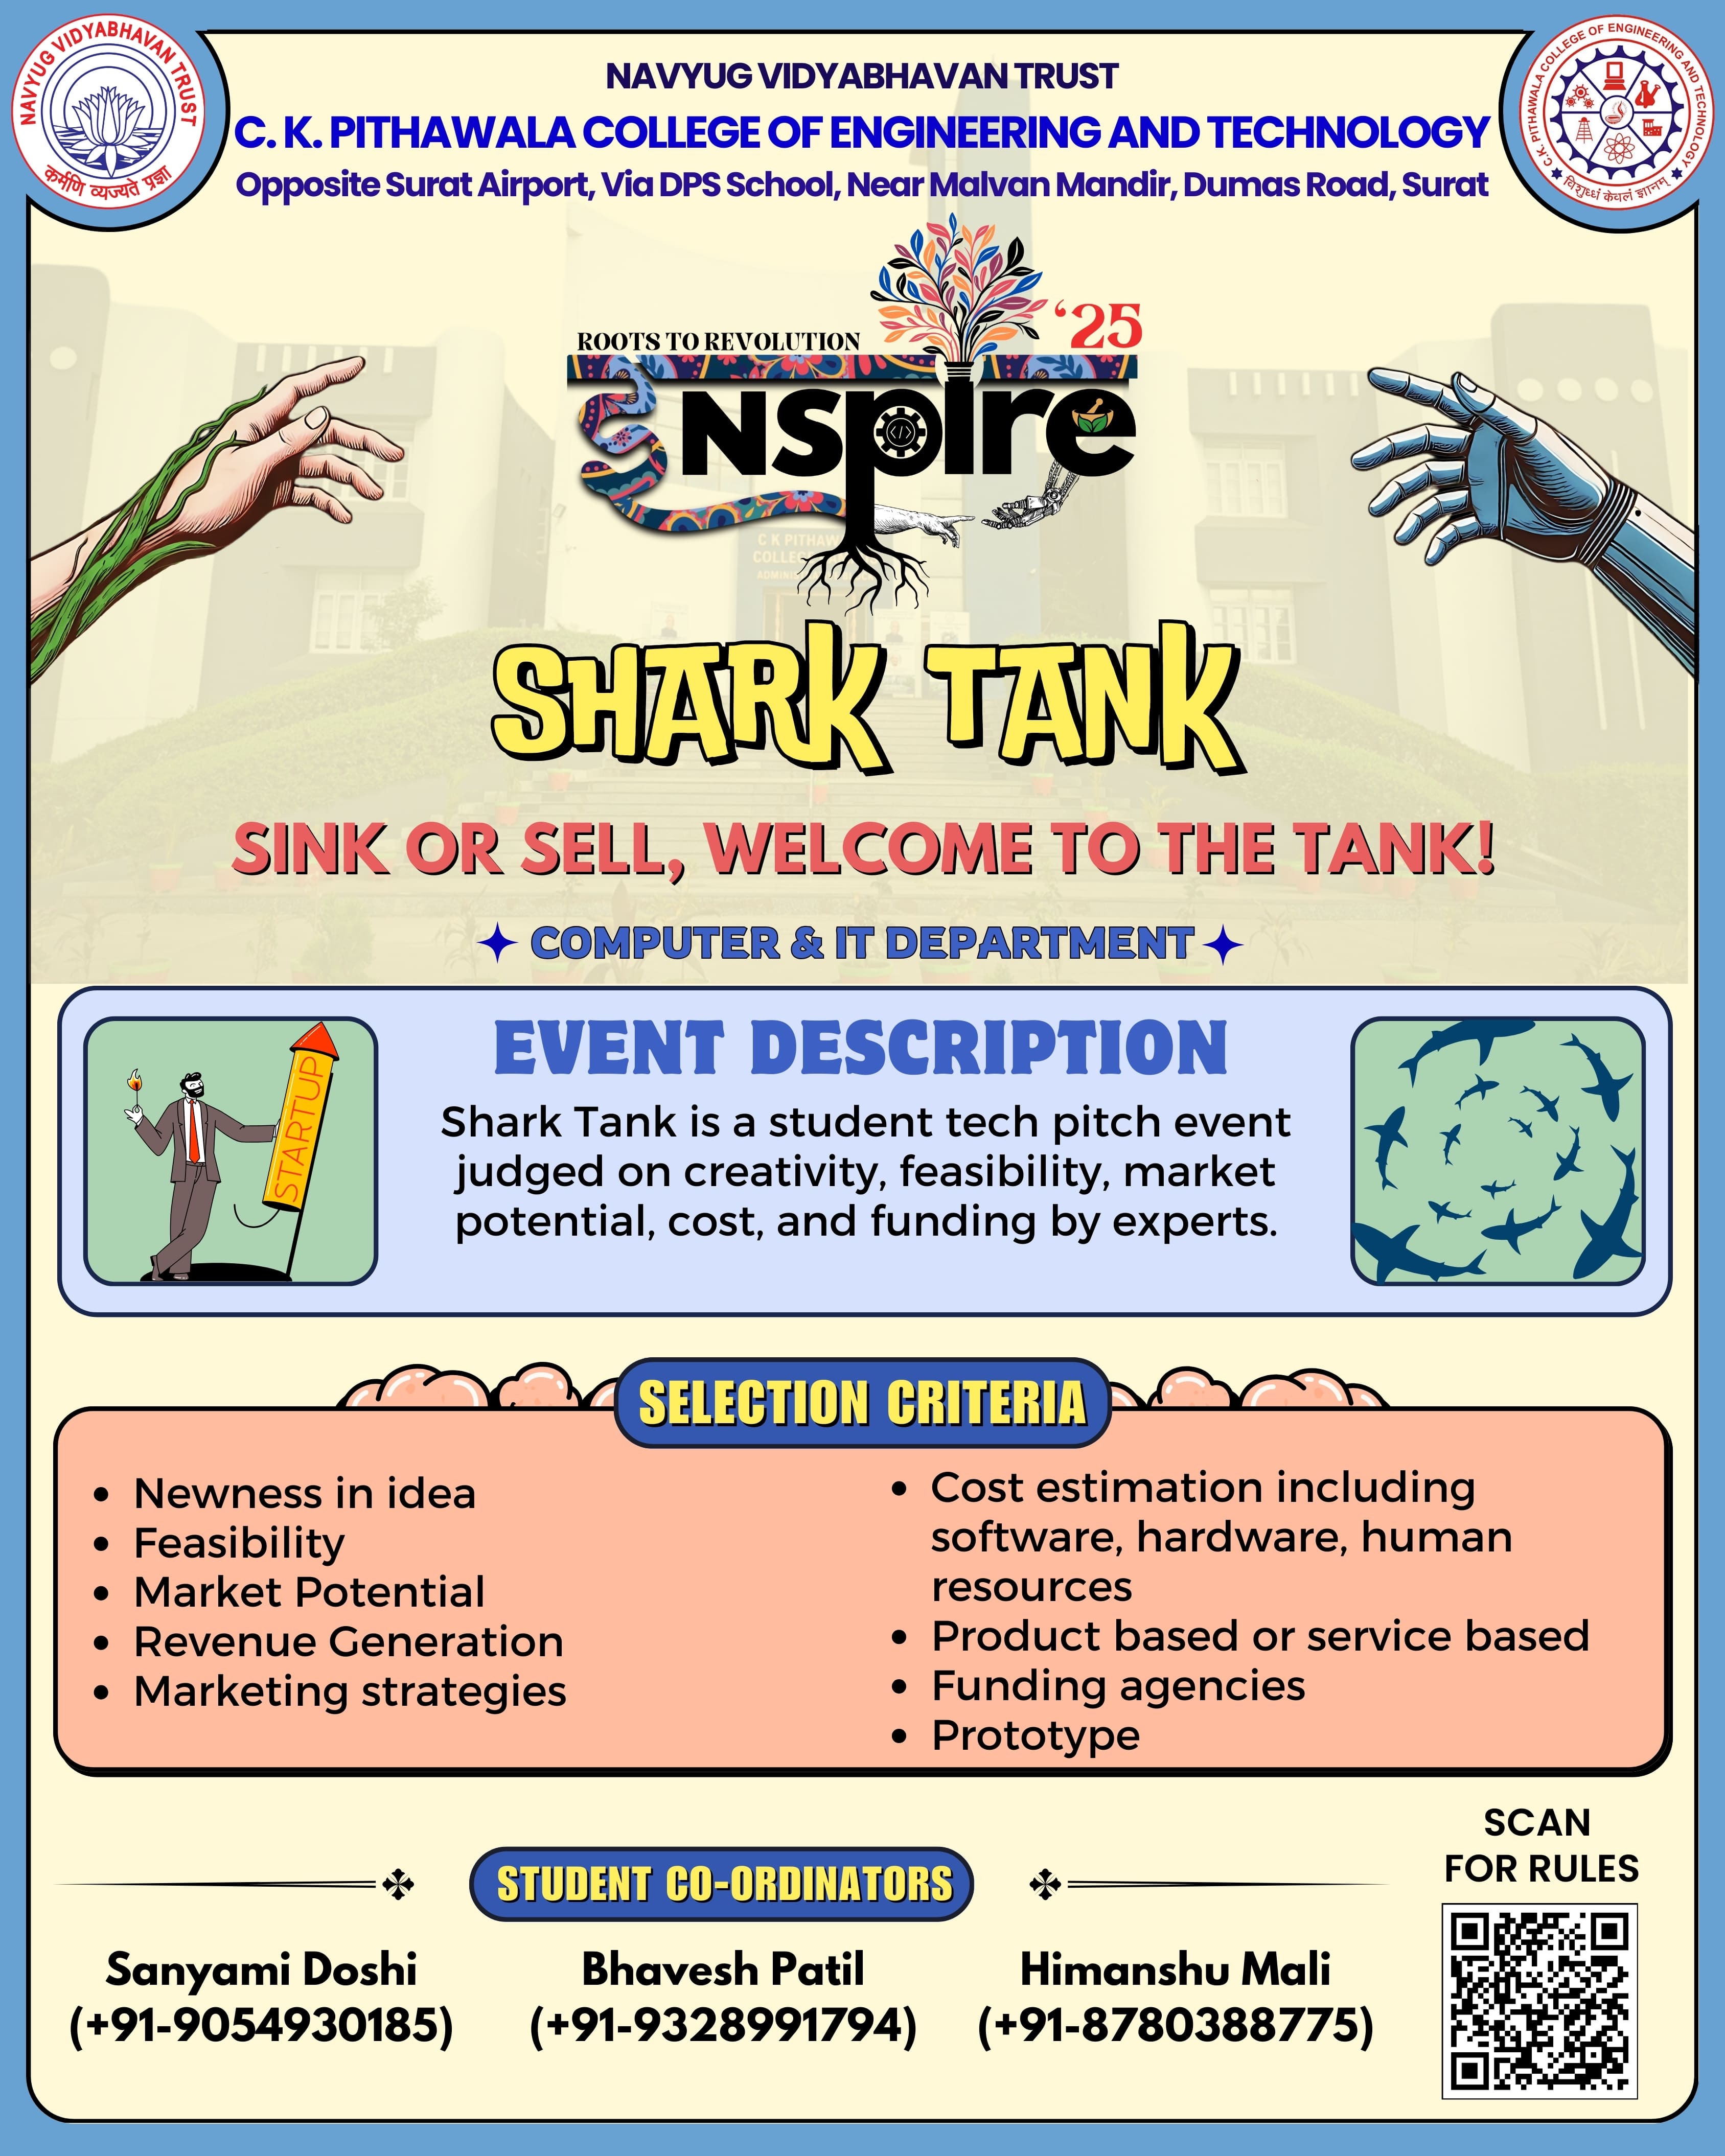 NAVYUG VIDYABHAVAN TRUST
कर्मणि व्यज्यते प्रज्ञा
C. K. PITHAWALA COLLEGE OF ENGINEERING AND TECHNOLOGY
विशुध्धं केवलं ज्ञानम्
NAVYUG VIDYABHAVAN TRUST
C. K. PITHAWALA COLLEGE OF ENGINEERING AND TECHNOLOGY
Opposite Surat Airport, Via DPS School, Near Malvan Mandir, Dumas Road, Surat
ROOTS TO REVOLUTION
‘25
ensPIre
C K PITHAW
COLLEGE
ADMINIS
SHARK TANK
SINK OR SELL, WELCOME TO THE TANK!
COMPUTER & IT DEPARTMENT
STARTUP
EVENT DESCRIPTION
Shark Tank is a student tech pitch event
judged on creativity, feasibility, market
potential, cost, and funding by experts.
SELECTION CRITERIA
• Newness in idea
• Feasibility
• Market Potential
• Revenue Generation
• Marketing strategies
• Cost estimation including
software, hardware, human
resources
• Product based or service based
• Funding agencies
• Prototype
SCAN
FOR RULES
STUDENT CO-ORDINATORS
Sanyami Doshi
(+91-9054930185)
Bhavesh Patil
(+91-9328991794)
Himanshu Mali
(+91-8780388775)